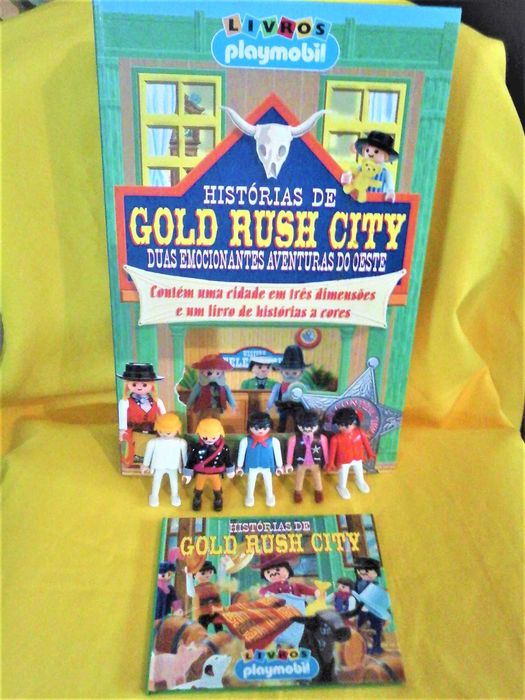 LIVROS
playmobil
HISTÓRIAS DE
GOLD RUSH CITY
DUAS EMOCIONANTES AVENTURAS DO OESTE
Contém uma cidade em três dimensões
e um livro de histórias a cores
WESTERN
HISTÓRIAS DE
GOLD RUSH CITY
LIVROS
playmobil